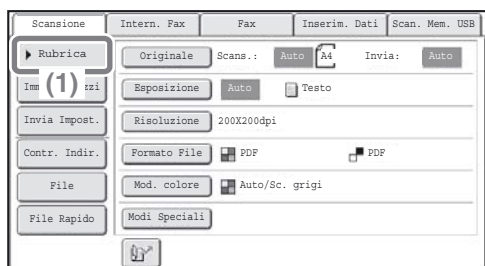 Scansione Intern. Fax Fax Inserim. Dati Scan. Mem. USB
Rubrica Originale Scans.: Auto A4 Invia: Auto
(1) Esposizione Auto Testo
Invia Impost. Risoluzione 200X200dpi
Contr. Indir. Formato File PDF PDF
File Mod. colore Auto/Sc. grigi
File Rapido Modi Speciali